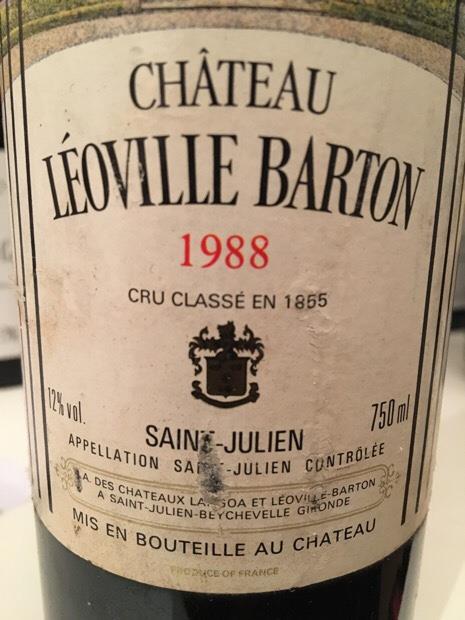 CHÂTEAU
LÉOVILLE BARTON
1988
CRU CLASSÉ EN 1855
12% vol.
750 ml
SAINT-JULIEN
APPELLATION SAINT-JULIEN CONTRÔLÉE
.A. DES CHATEAUX LANGOA ET LÉOVILLE-BARTON
A SAINT-JULIEN-BEYCHEVELLE GIRONDE
MIS EN BOUTEILLE AU CHATEAU
PRODUCE OF FRANCE